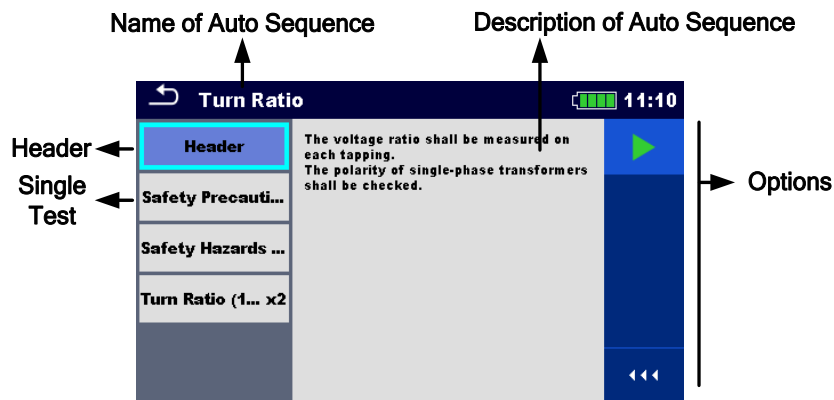 Name of Auto Sequence
Description of Auto Sequence
Turn Ratio
11:10
Header
Header
The voltage ratio shall be measured on
each tapping.
The polarity of single-phase transformers
shall be checked.
Single
Test
Safety Precauti...
Options
Safety Hazards ...
Turn Ratio (1... x2